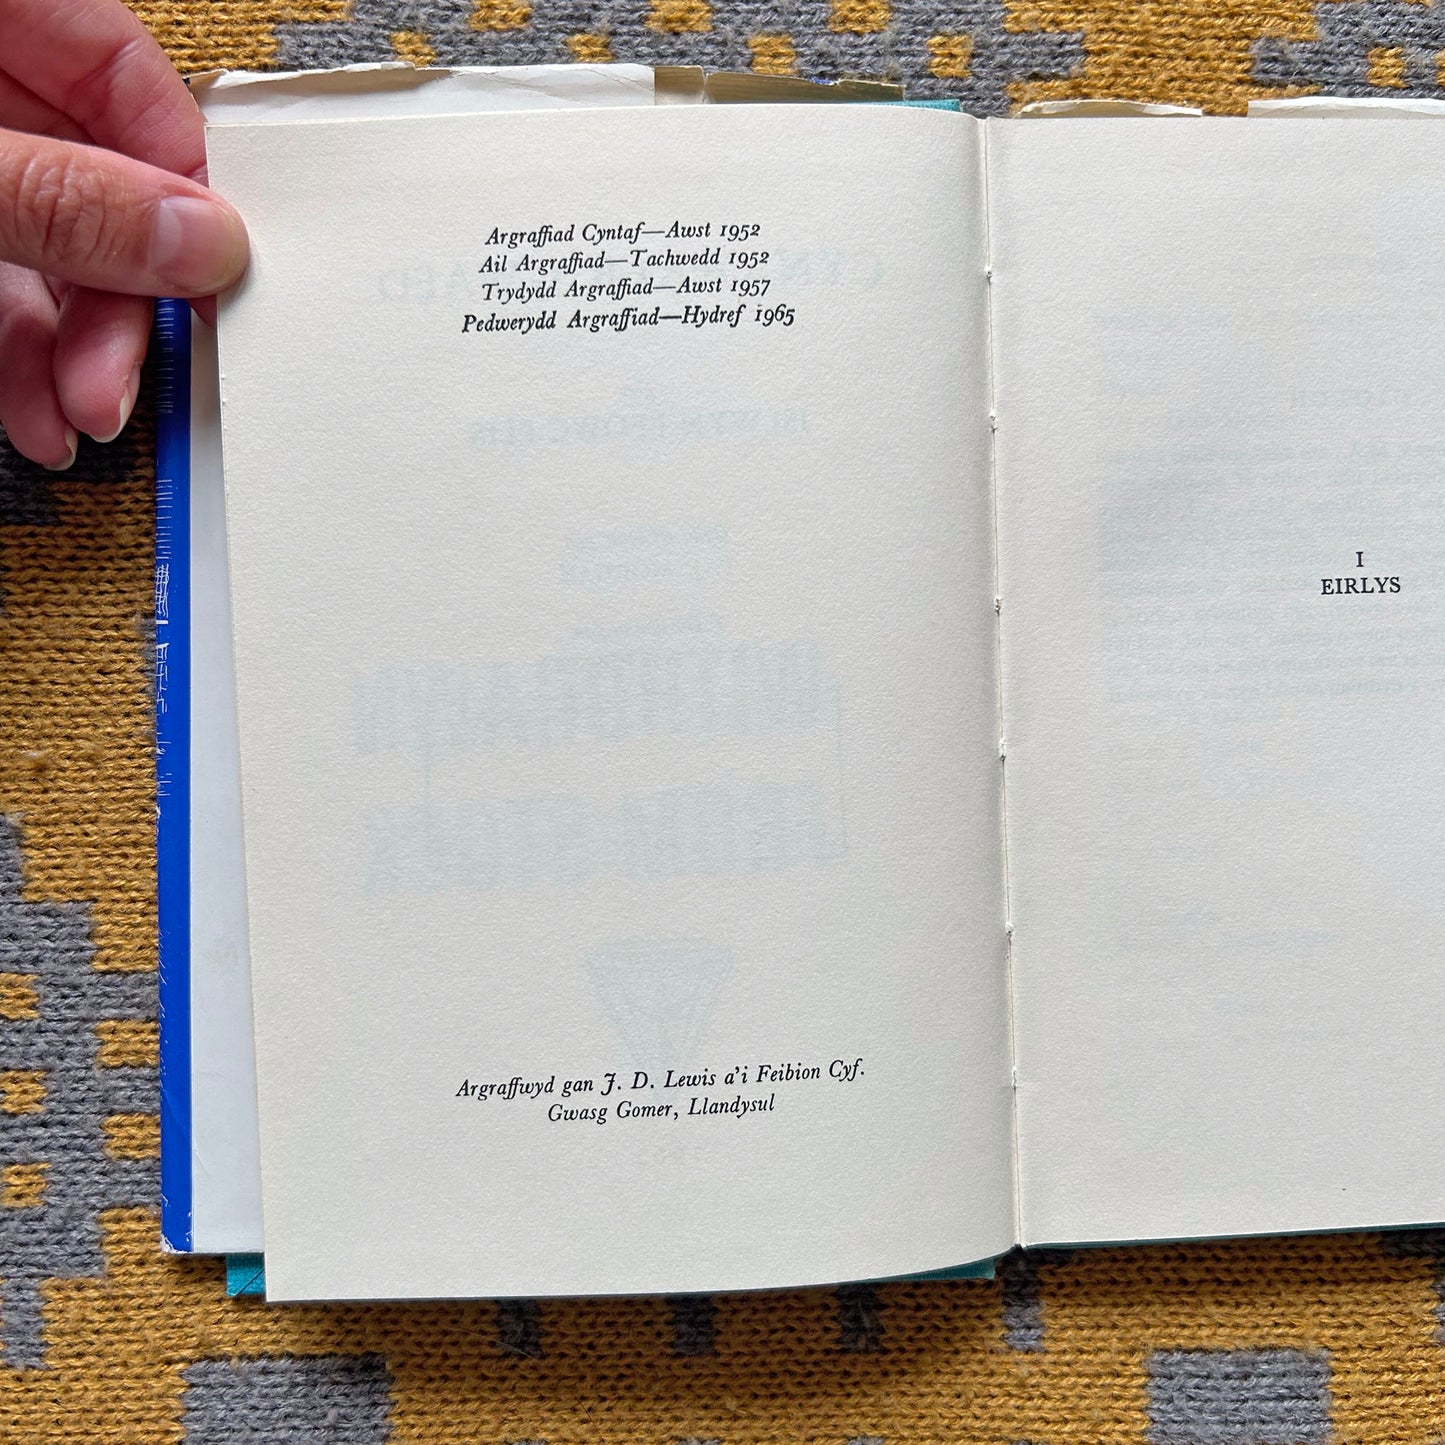 Argraffiad Cyntaf—Awst 1952
Ail Argraffiad—Tachwedd 1952
Trydydd Argraffiad—Awst 1957
Pedwerydd Argraffiad—Hydref 1965
Argraffwyd gan J. D. Lewis a'i Feibion Cyf.
Gwasg Gomer, Llandysul
I
EIRLYS